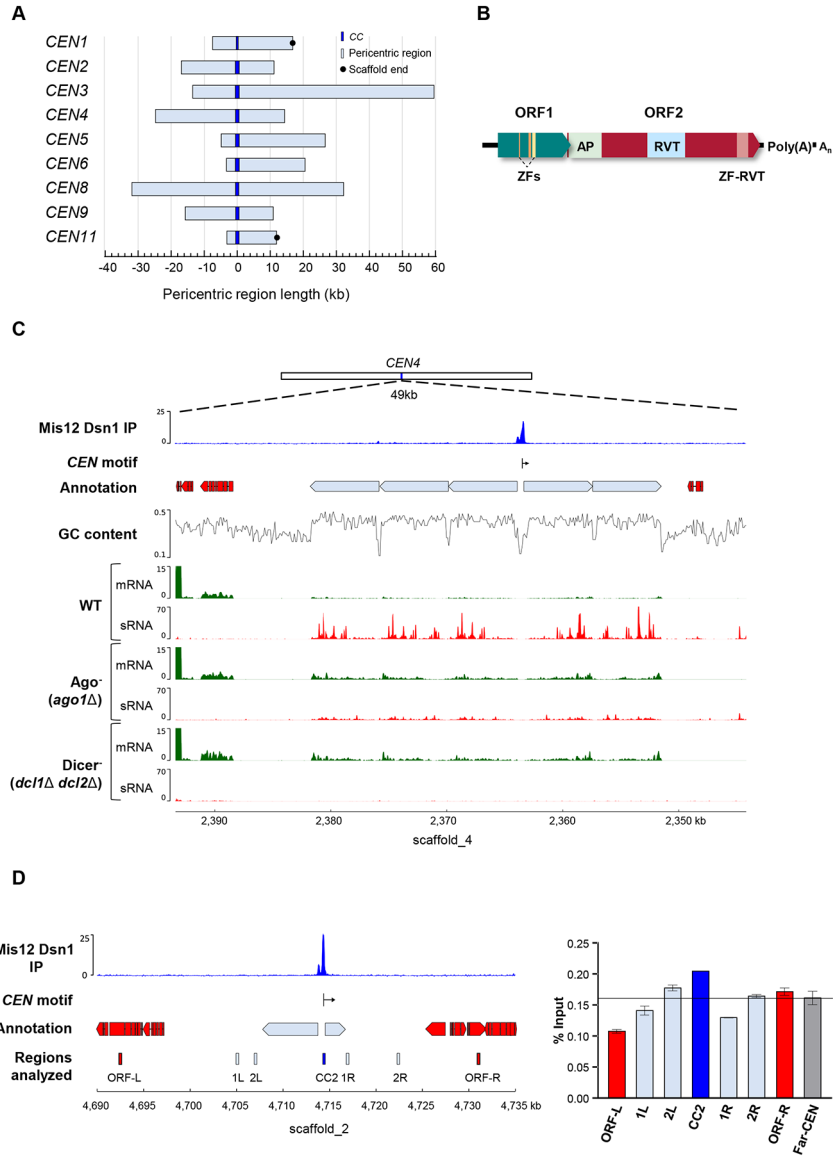 A
CEN1
CEN2
CEN3
CEN4
CEN5
CEN6
CEN8
CEN9
CEN11
CC
Pericentric region
Scaffold end
-40 -30 -20 -10 0 10 20 30 40 50 60
Pericentric region length (kb)
B
ORF1 ORF2
AP RVT Poly(A) An
ZFs ZF-RVT
C
CEN4
49kb
Mis12 Dsn1 IP 25 0
CEN motif
Annotation
GC content 0.5 0.1
WT
mRNA 15 0
sRNA 70 0
Ago-
(ago1Δ)
mRNA 15 0
sRNA 70 0
Dicer-
(dcl1Δ dcl2Δ)
mRNA 15 0
sRNA 70 0
2,390 2,380 2,370 2,360 2,350 kb
scaffold_4
D
Mis12 Dsn1
IP
25
0
CEN motif
Annotation
Regions
analyzed
ORF-L 1L 2L CC2 1R 2R ORF-R
4,690 4,695 4,700 4,710 4,715 4,720 4,725 4,730 4,735 kb
scaffold_2
% Input
0.25
0.20
0.15
0.10
0.05
0.00
ORF-L 1L 2L CC2 1R 2R ORF-R Far-CEN